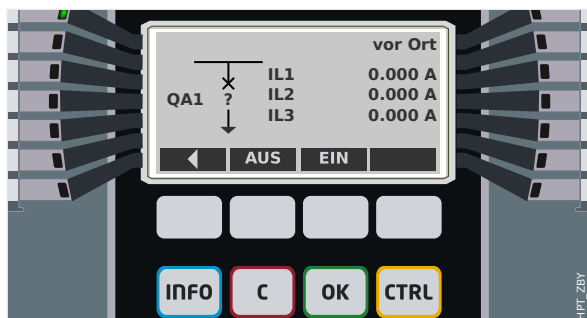 vor Ort
IL1 0.000 A
QA1 ? IL2 0.000 A
IL3 0.000 A
AUS EIN
INFO C OK CTRL
HPT_ZBY